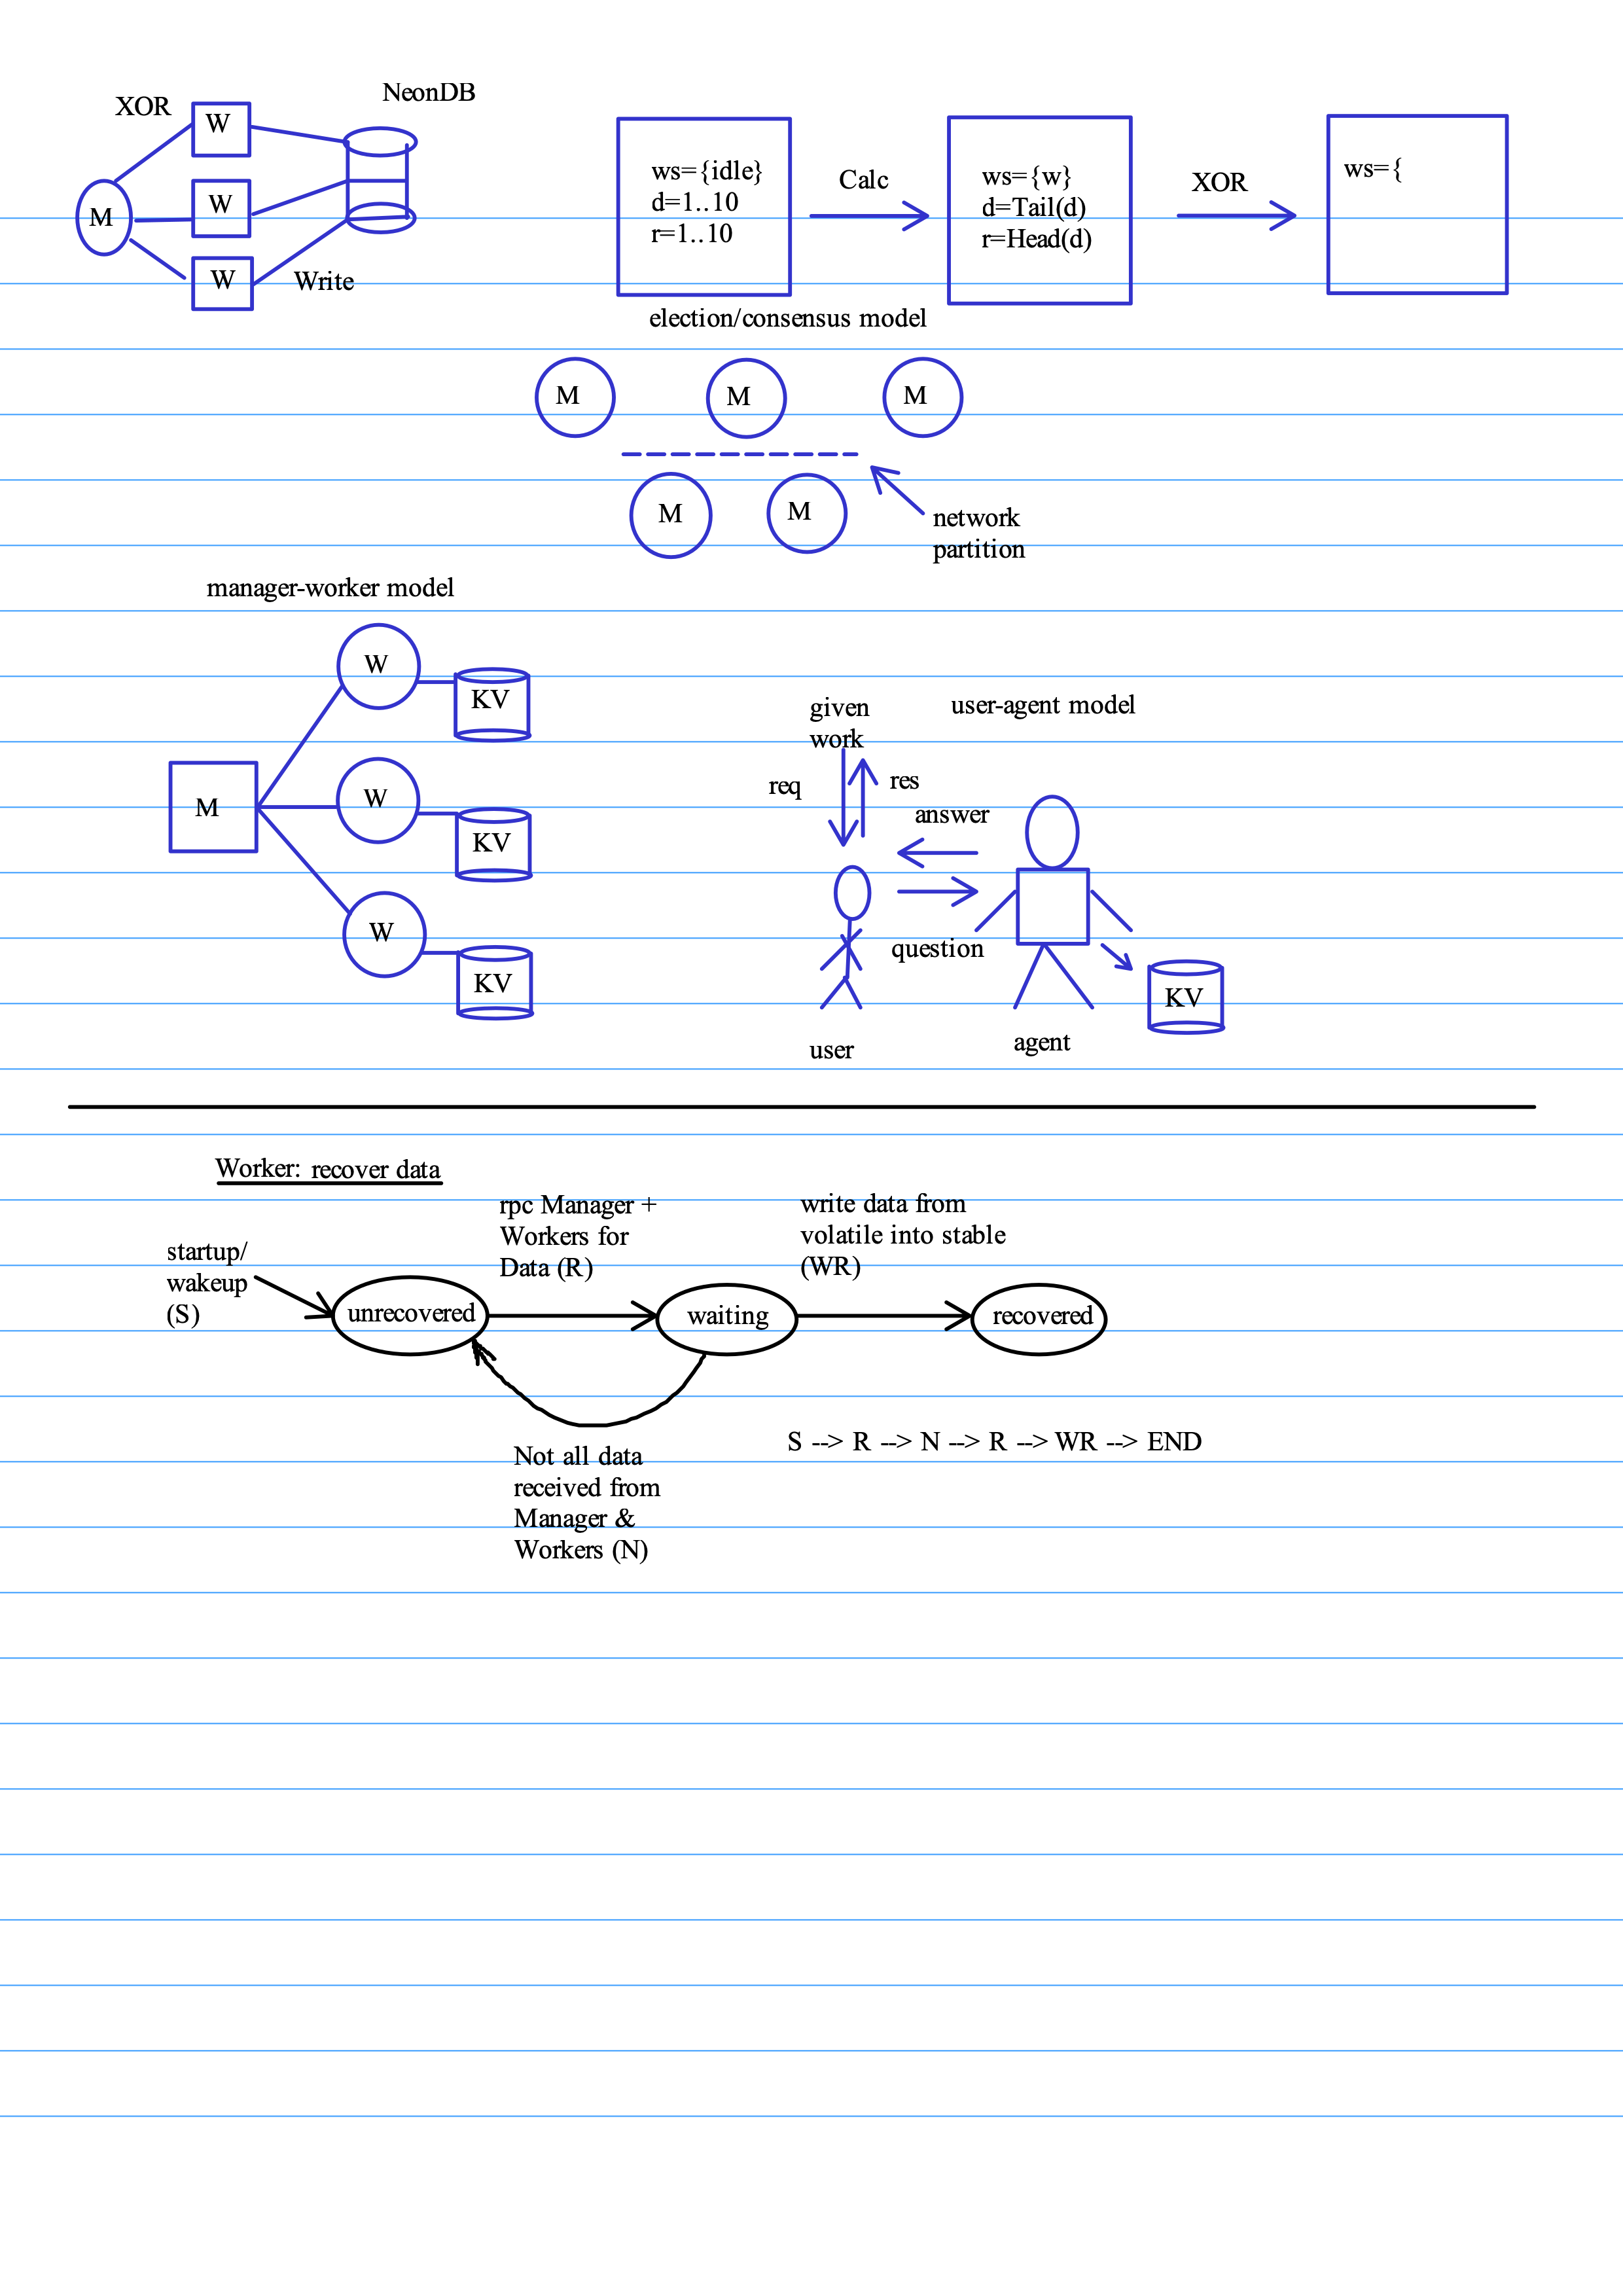 XOR
W
NeonDB
M
W
W
Write
ws={idle}
d=1..10
r=1..10
Calc
ws={w}
d=Tail(d)
r=Head(d)
XOR
ws={
election/consensus model
M
M
M
M
M
network
partition
manager-worker model
W
KV
M
W
KV
W
KV
given
work
user-agent model
req
res
answer
question
KV
user
agent
Worker: recover data
startup/
wakeup
(S)
unrecovered
rpc Manager +
Workers for
Data (R)
waiting
write data from
volatile into stable
(WR)
recovered
Not all data
received from
Manager &
Workers (N)
S --> R --> N --> R --> WR --> END